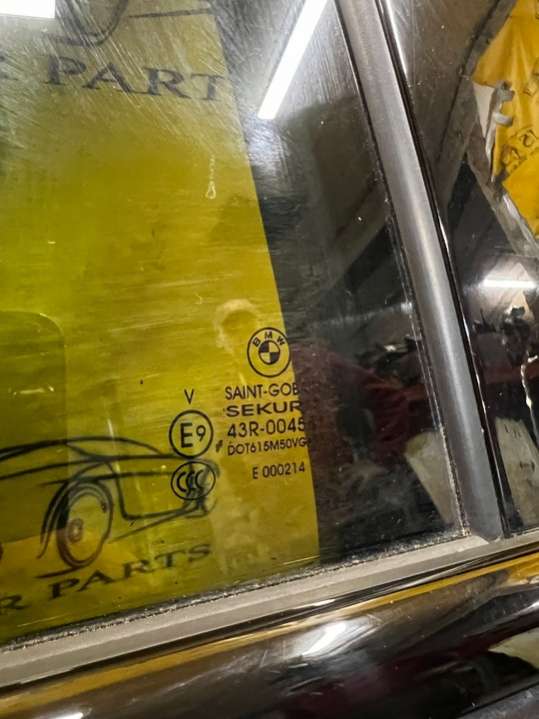 R PART
BMW
V
SAINT-GOB
SEKUR
E9
43R-0045
DOT615M50VG
CCC
E 000214
R PARTS